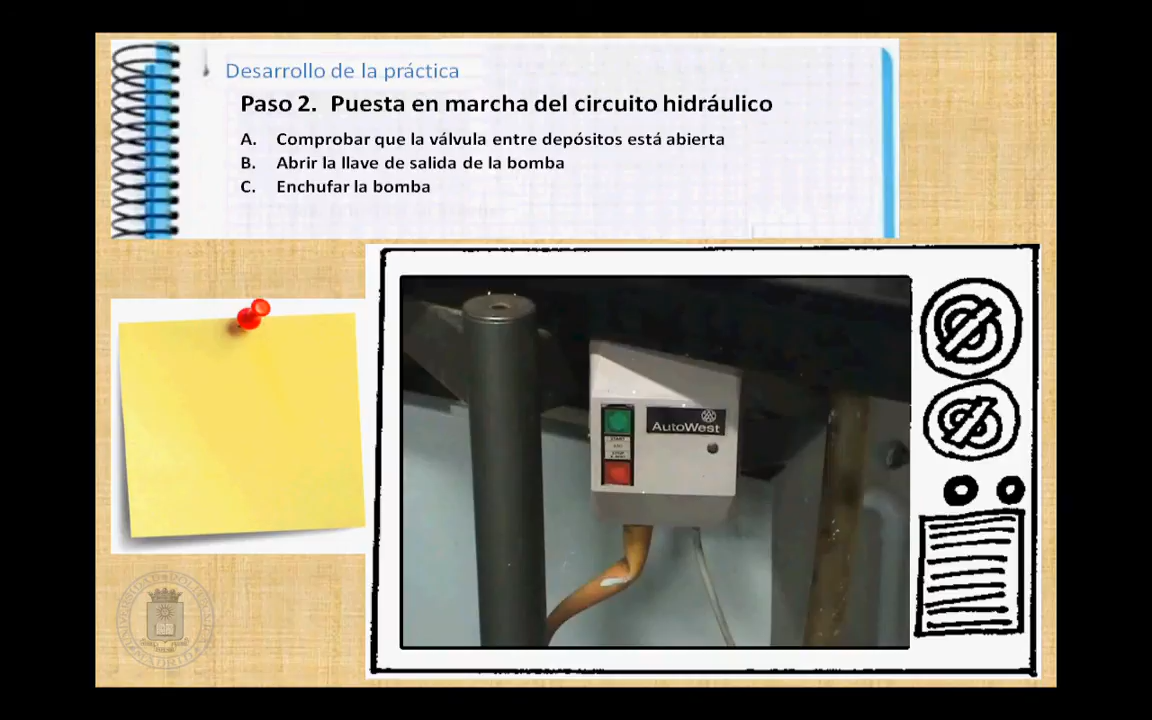 Desarrollo de la práctica
Paso 2. Puesta en marcha del circuito hidráulico
A. Comprobar que la válvula entre depósitos está abierta
B. Abrir la llave de salida de la bomba
C. Enchufar la bomba
AutoWest
START